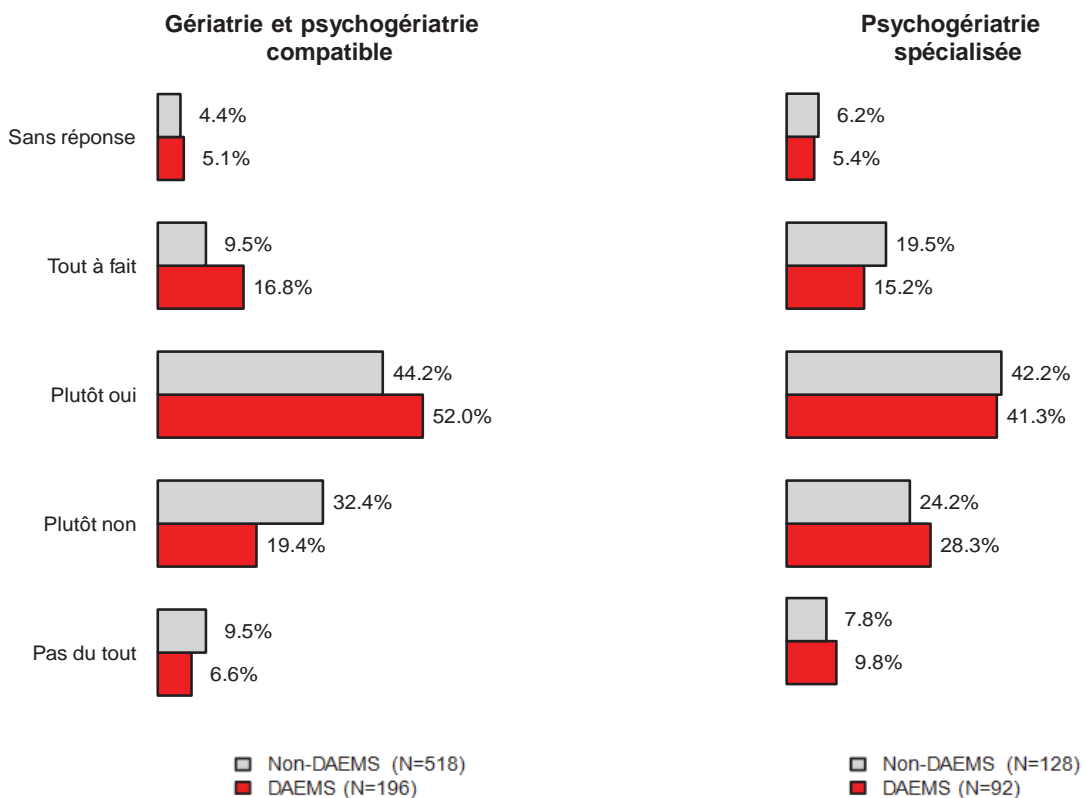 Gériatrie et psychogériatrie
compatible
Psychogériatrie
spécialisée
Sans réponse
4.4%
5.1%
6.2%
5.4%
Tout à fait
9.5%
16.8%
19.5%
15.2%
Plutôt oui
44.2%
52.0%
42.2%
41.3%
Plutôt non
32.4%
19.4%
24.2%
28.3%
Pas du tout
9.5%
6.6%
7.8%
9.8%
Non-DAEMS (N=518)
DAEMS (N=196)
Non-DAEMS (N=128)
DAEMS (N=92)